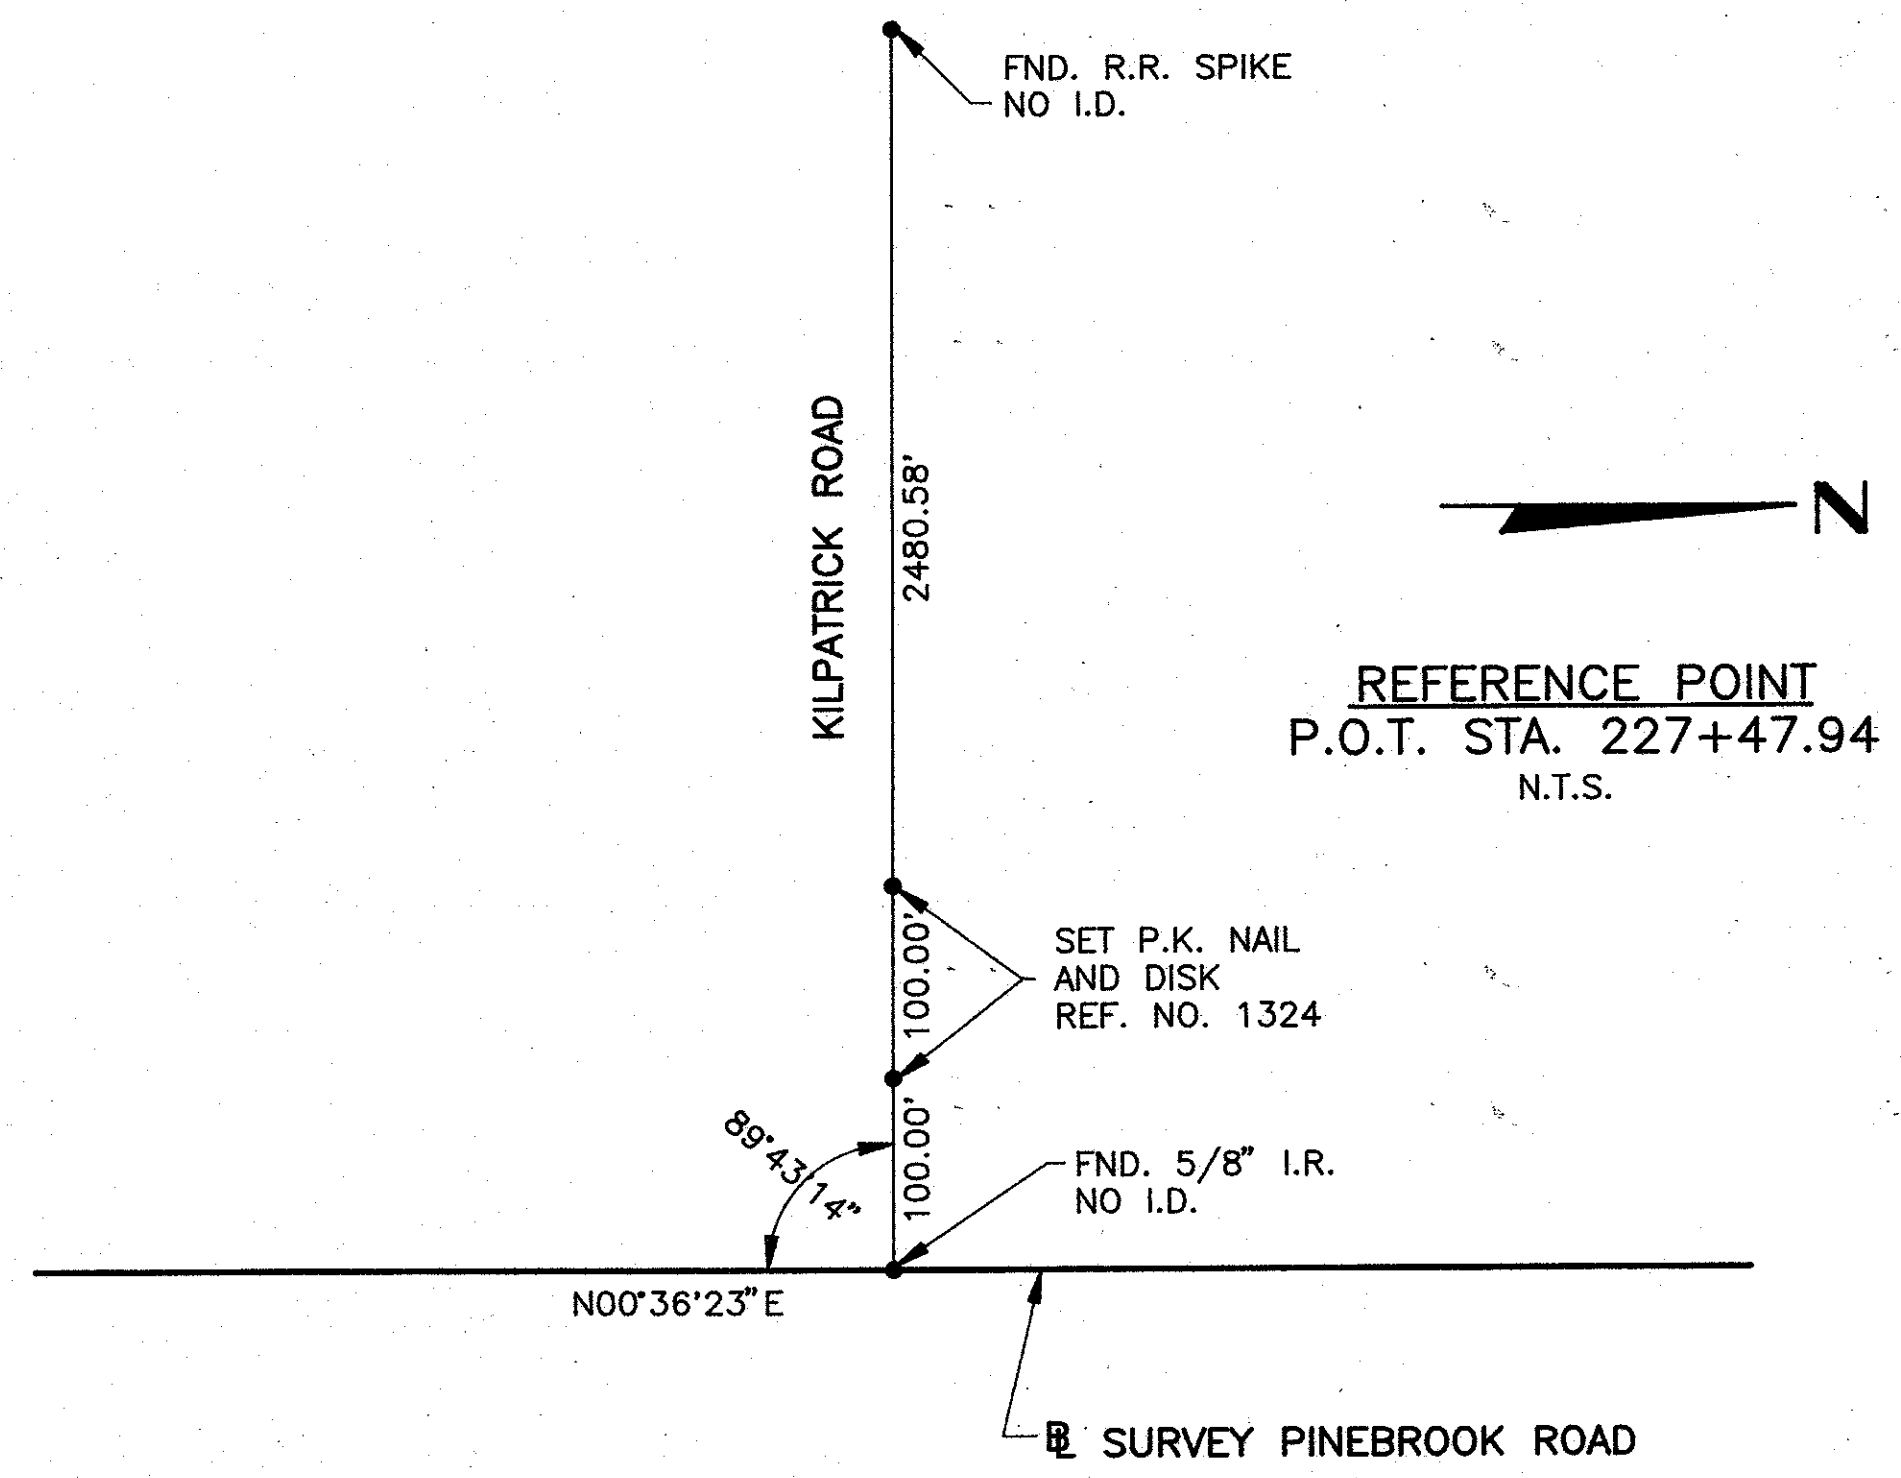 FND. R.R. SPIKE
NO I.D.
KILPATRICK ROAD
2480.58'
N
REFERENCE POINT
P.O.T. STA. 227+47.94
N.T.S.
100.00'
SET P.K. NAIL
AND DISK
REF. NO. 1324
89°43'14"
100.00'
FND. 5/8" I.R.
NO I.D.
N00°36'23"E
BL SURVEY PINEBROOK ROAD